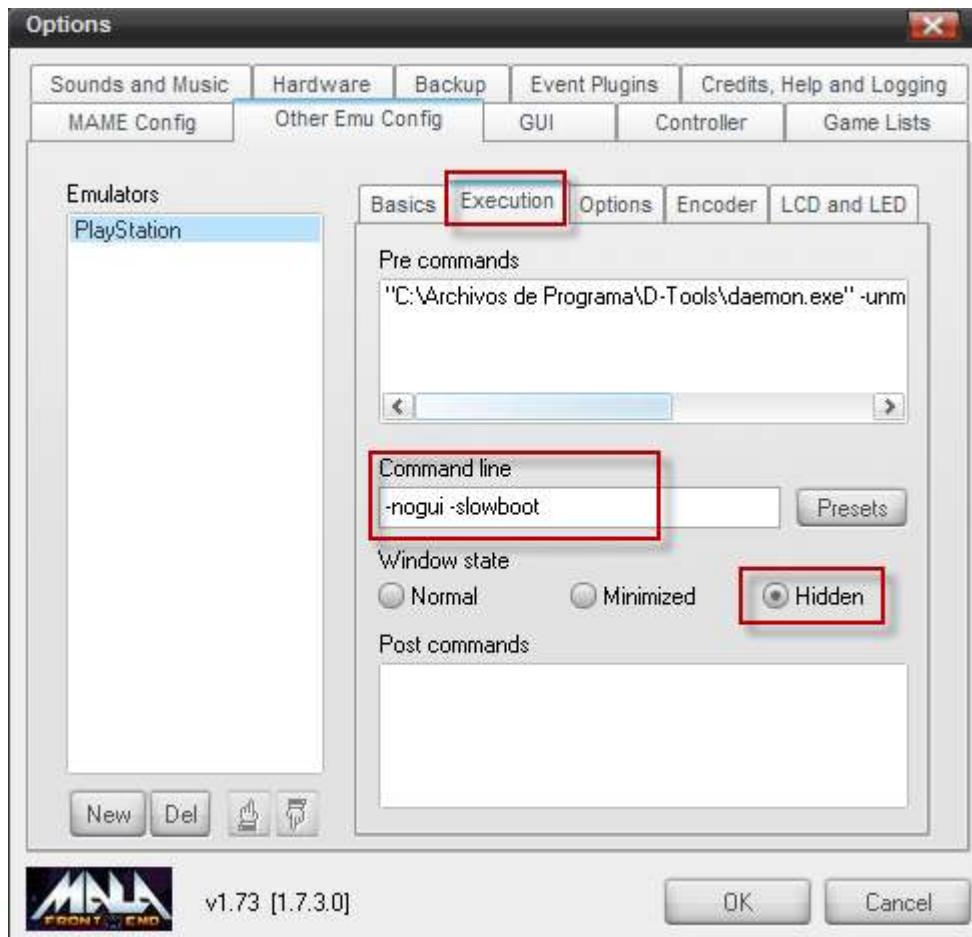 Options
Sounds and Music Hardware Backup Event Plugins Credits, Help and Logging
MAME Config Other Emu Config GUI Controller Game Lists
Emulators
PlayStation
New Del
Basics Execution Options Encoder LCD and LED
Pre commands
"C:\Archivos de Programa\D-Tools\daemon.exe" -unm
Command line
-nogui -slowboot
Presets
Window state
Normal Minimized Hidden
Post commands
MALA
FRONT END
v1.73 [1.7.3.0]
OK Cancel